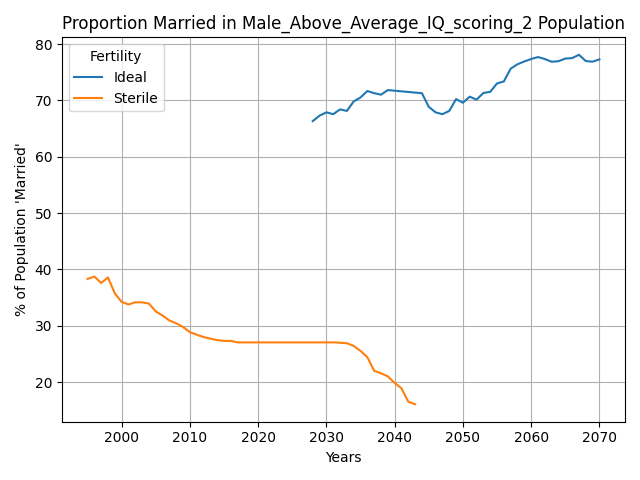 Proportion Married in Male_Above_Average_IQ_scoring_2 Population
Fertility
Ideal
Sterile
% of Population 'Married'
80
70
60
50
40
30
20
2000 2010 2020 2030 2040 2050 2060 2070
Years